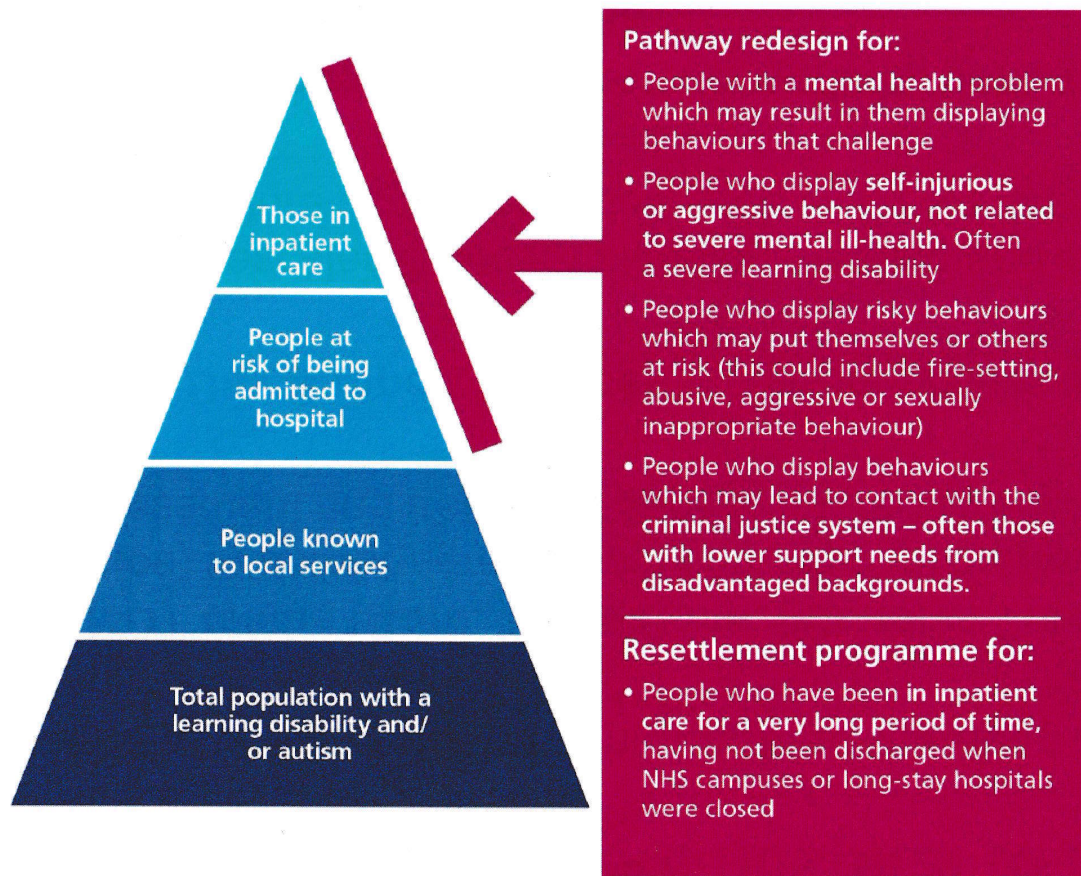 Those in
inpatient
care
People at
risk of being
admitted to
hospital
People known
to local services
Total population with a
learning disability and/
or autism
Pathway redesign for:
• People with a mental health problem
which may result in them displaying
behaviours that challenge
• People who display self-injurious
or aggressive behaviour, not related
to severe mental ill-health. Often
a severe learning disability
• People who display risky behaviours
which may put themselves or others
at risk (this could include fire-setting,
abusive, aggressive or sexually
inappropriate behaviour)
• People who display behaviours
which may lead to contact with the
criminal justice system – often those
with lower support needs from
disadvantaged backgrounds.
Resettlement programme for:
• People who have been in inpatient
care for a very long period of time,
having not been discharged when
NHS campuses or long-stay hospitals
were closed